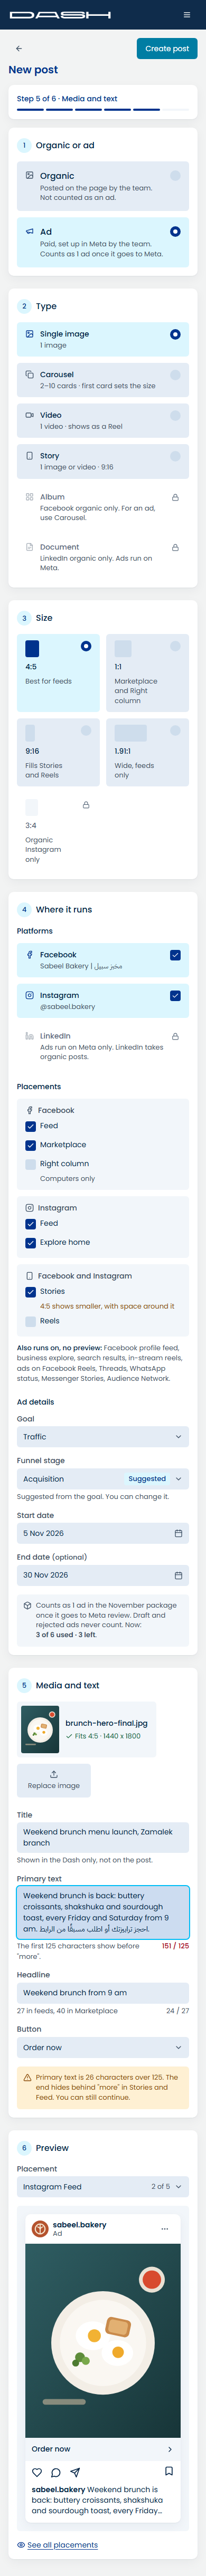 DASH
Create post
New post
Step 5 of 6 · Media and text
1 Organic or ad
Organic
Posted on the page by the team.
Not counted as an ad.
Ad
Paid, set up in Meta by the team.
Counts as 1 ad once it goes to Meta.
2 Type
Single image
1 image
Carousel
2–10 cards · first card sets the size
Video
1 video · shows as a Reel
Story
1 image or video · 9:16
Album
Facebook organic only. For an ad,
use Carousel.
Document
LinkedIn organic only. Ads run on
Meta.
3 Size
4:5
Best for feeds
1:1
Marketplace
and Right
column
9:16
Fills Stories
and Reels
1.91:1
Wide, feeds
only
3:4
Organic
Instagram
only
4 Where it runs
Platforms
Facebook
Sabeel Bakery | مخبز سبيل
Instagram
@sabeel.bakery
LinkedIn
Ads run on Meta only. LinkedIn takes
organic posts.
Placements
Facebook
Feed
Marketplace
Right column
Computers only
Instagram
Feed
Explore home
Facebook and Instagram
Stories
4:5 shows smaller, with space around it
Reels
Also runs on, no preview: Facebook profile feed,
business explore, search results, in-stream reels,
ads on Facebook Reels, Threads, WhatsApp
status, Messenger Stories, Audience Network.
Ad details
Goal
Traffic
Funnel stage
Acquisition Suggested
Suggested from the goal. You can change it.
Start date
5 Nov 2026
End date (optional)
30 Nov 2026
Counts as 1 ad in the November package
once it goes to Meta review. Draft and
rejected ads never count. Now:
3 of 6 used · 3 left.
5 Media and text
brunch-hero-final.jpg
Fits 4:5 · 1440 x 1800
Replace image
Title
Weekend brunch menu launch, Zamalek
branch
Shown in the Dash only, not on the post.
Primary text
Weekend brunch is back: buttery
croissants, shakshuka and sourdough
toast, every Friday and Saturday from 9
am. احجز ترابيزتك أو اطلب مسبقًا من الرابط.
The first 125 characters show before 151 / 125
"more".
Headline
Weekend brunch from 9 am
27 in feeds, 40 in Marketplace 24 / 27
Button
Order now
Primary text is 26 characters over 125. The
end hides behind "more" in Stories and
Feed. You can still continue.
6 Preview
Placement
Instagram Feed 2 of 5
sabeel.bakery
Ad
Order now
sabeel.bakery Weekend brunch is
back: buttery croissants, shakshuka
and sourdough toast, every Friday...
See all placements